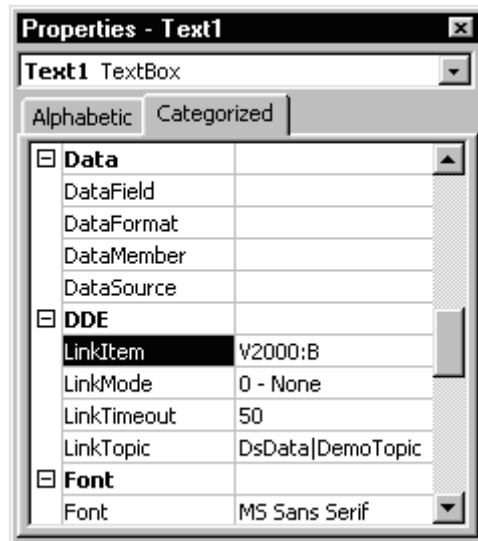 Properties - Text1
Text1 TextBox
Alphabetic Categorized
Data
DataField
DataFormat
DataMember
DataSource
DDE
LinkItem V2000:B
LinkMode 0 - None
LinkTimeout 50
LinkTopic DsData|DemoTopic
Font
Font MS Sans Serif